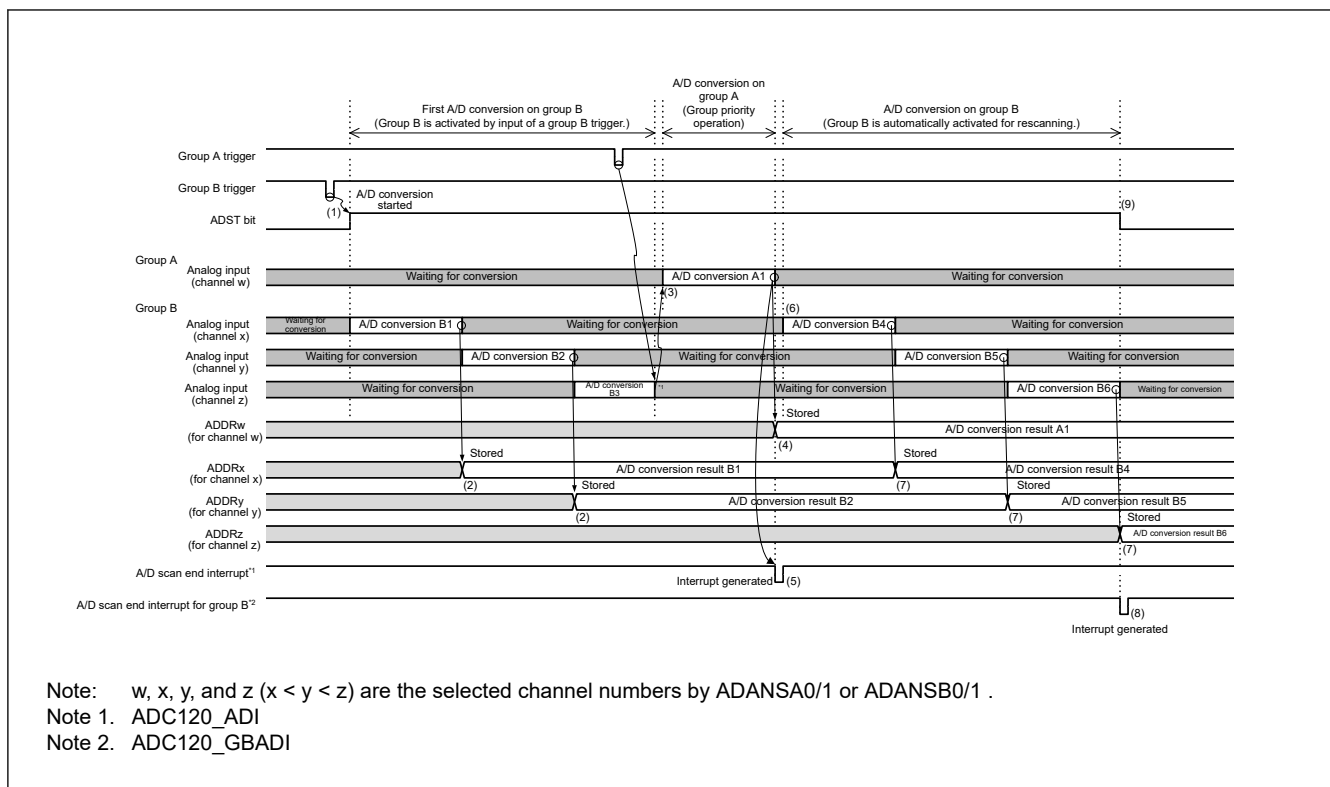 A/D conversion on
group A
(Group priority
operation)
First A/D conversion on group B
(Group B is activated by input of a group B trigger.)
A/D conversion on group B
(Group B is automatically activated for rescanning.)
Group A trigger
Group B trigger
A/D conversion
started
(1)
(9)
ADST bit
Group A
Analog input
(channel w)
Waiting for conversion
A/D conversion A1
Waiting for conversion
(3)
Group B
(6)
Analog input
(channel x)
Waiting for
conversion
A/D conversion B1
Waiting for conversion
A/D conversion B4
Waiting for conversion
Analog input
(channel y)
Waiting for conversion
A/D conversion B2
Waiting for conversion
A/D conversion B5
Waiting for conversion
Analog input
(channel z)
Waiting for conversion
A/D conversion
B3
*1
Waiting for conversion
A/D conversion B6
Waiting for conversion
Stored
ADDRw
(for channel w)
A/D conversion result A1
(4)
Stored
Stored
ADDRx
(for channel x)
A/D conversion result B1
A/D conversion result B4
(2)
Stored
(7)
Stored
ADDRy
(for channel y)
A/D conversion result B2
A/D conversion result B5
(2)
(7)
Stored
ADDRz
(for channel z)
A/D conversion result B6
(7)
A/D scan end interrupt*1
Interrupt generated
(5)
A/D scan end interrupt for group B*2
(8)
Interrupt generated
Note: w, x, y, and z (x < y < z) are the selected channel numbers by ADANSA0/1 or ADANSB0/1 .
Note 1. ADC120_ADI
Note 2. ADC120_GBADI